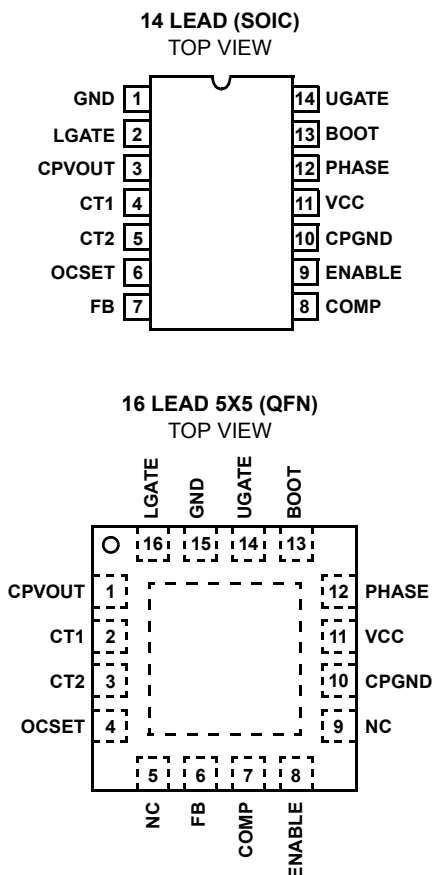 14 LEAD (SOIC)
TOP VIEW
GND 1 14 UGATE
LGATE 2 13 BOOT
CPVOUT 3 12 PHASE
CT1 4 11 VCC
CT2 5 10 CPGND
OCSET 6 9 ENABLE
FB 7 8 COMP
16 LEAD 5X5 (QFN)
TOP VIEW
LGATE GND UGATE BOOT
16 15 14 13
CPVOUT 1 12 PHASE
CT1 2 11 VCC
CT2 3 10 CPGND
OCSET 4 9 NC
5 6 7 8
NC FB COMP ENABLE